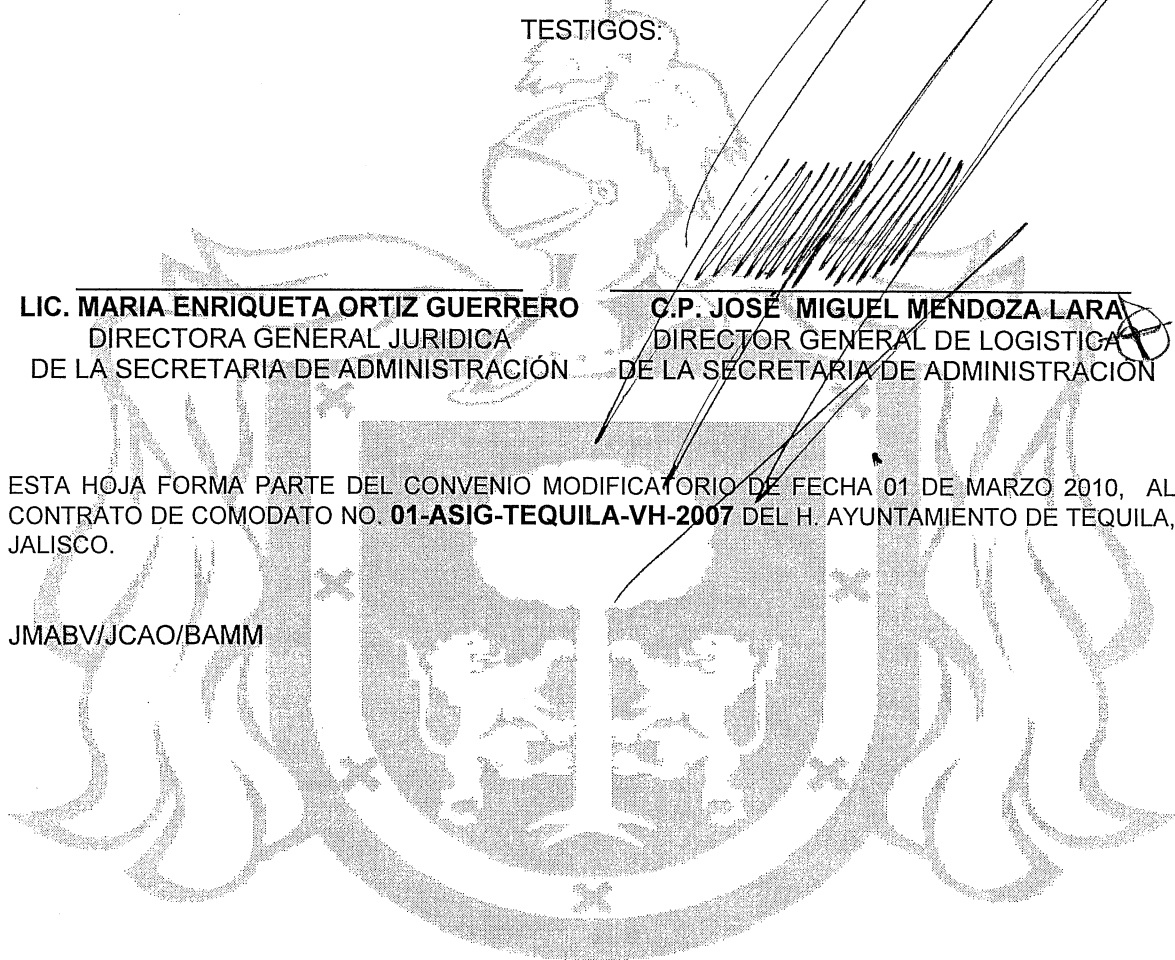 TESTIGOS:
LIC. MARIA ENRIQUETA ORTIZ GUERRERO
DIRECTORA GENERAL JURIDICA
DE LA SECRETARIA DE ADMINISTRACIÓN
C.P. JOSÉ MIGUEL MENDOZA LARA
DIRECTOR GENERAL DE LOGISTICA
DE LA SECRETARIA DE ADMINISTRACIÓN
ESTA HOJA FORMA PARTE DEL CONVENIO MODIFICATORIO DE FECHA 01 DE MARZO 2010, AL
CONTRATO DE COMODATO NO. 01-ASIG-TEQUILA-VH-2007 DEL H. AYUNTAMIENTO DE TEQUILA,
JALISCO.
JMABV/JCAO/BAMM